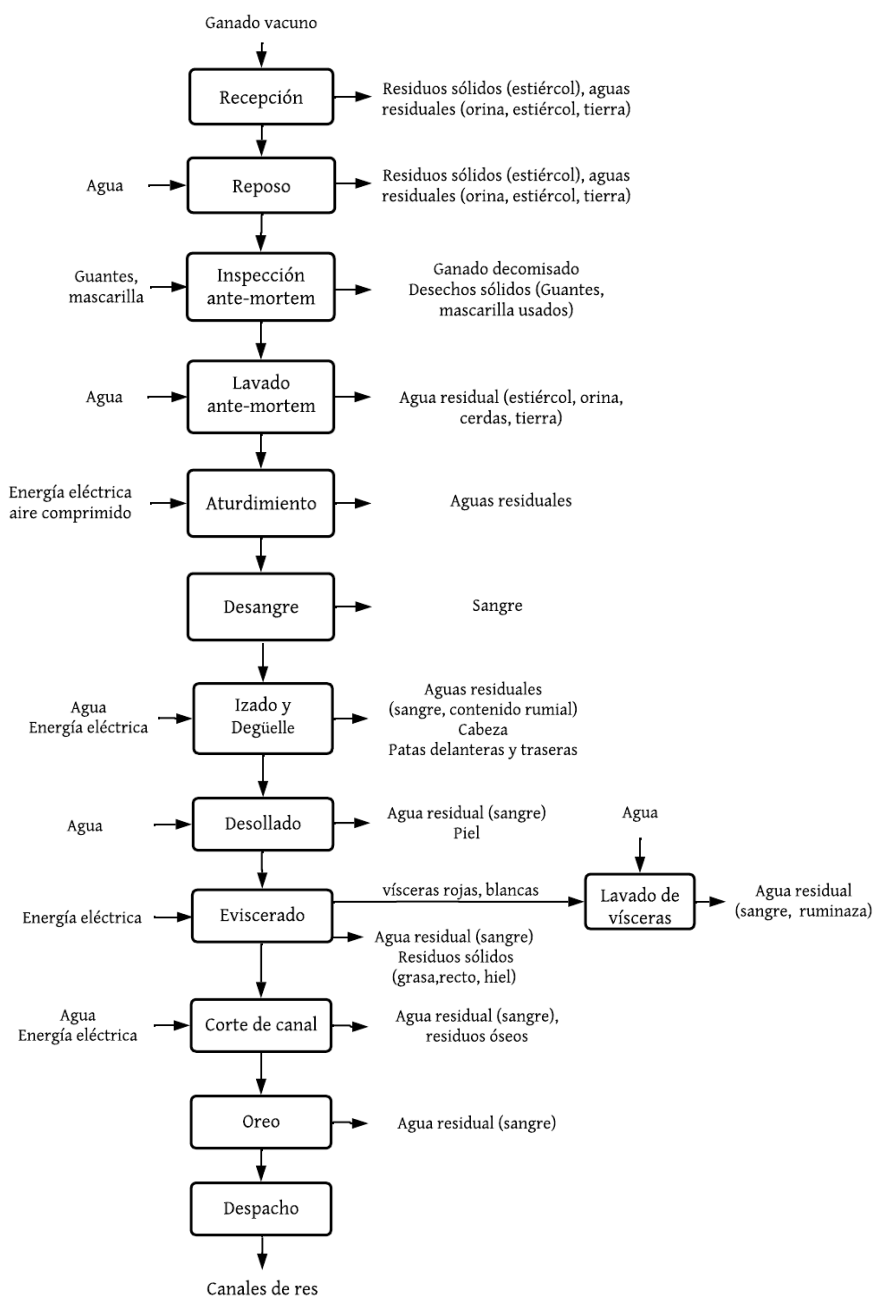 Ganado vacuno
Recepción
Residuos sólidos (estiércol), aguas
residuales (orina, estiércol, tierra)
Agua
Reposo
Residuos sólidos (estiércol), aguas
residuales (orina, estiércol, tierra)
Guantes,
mascarilla
Inspección
ante-mortem
Ganado decomisado
Desechos sólidos (Guantes,
mascarilla usados)
Agua
Lavado
ante-mortem
Agua residual (estiércol, orina,
cerdas, tierra)
Energía eléctrica
aire comprimido
Aturdimiento
Aguas residuales
Desangre
Sangre
Agua
Energía eléctrica
Izado y
Degüelle
Aguas residuales
(sangre, contenido rumial)
Cabeza
Patas delanteras y traseras
Agua
Desollado
Agua residual (sangre)
Piel
Agua
Energía eléctrica
Eviscerado
vísceras rojas, blancas
Lavado de
vísceras
Agua residual
(sangre, ruminaza)
Agua residual (sangre)
Residuos sólidos
(grasa,recto, hiel)
Agua
Energía eléctrica
Corte de canal
Agua residual (sangre),
residuos óseos
Oreo
Agua residual (sangre)
Despacho
Canales de res